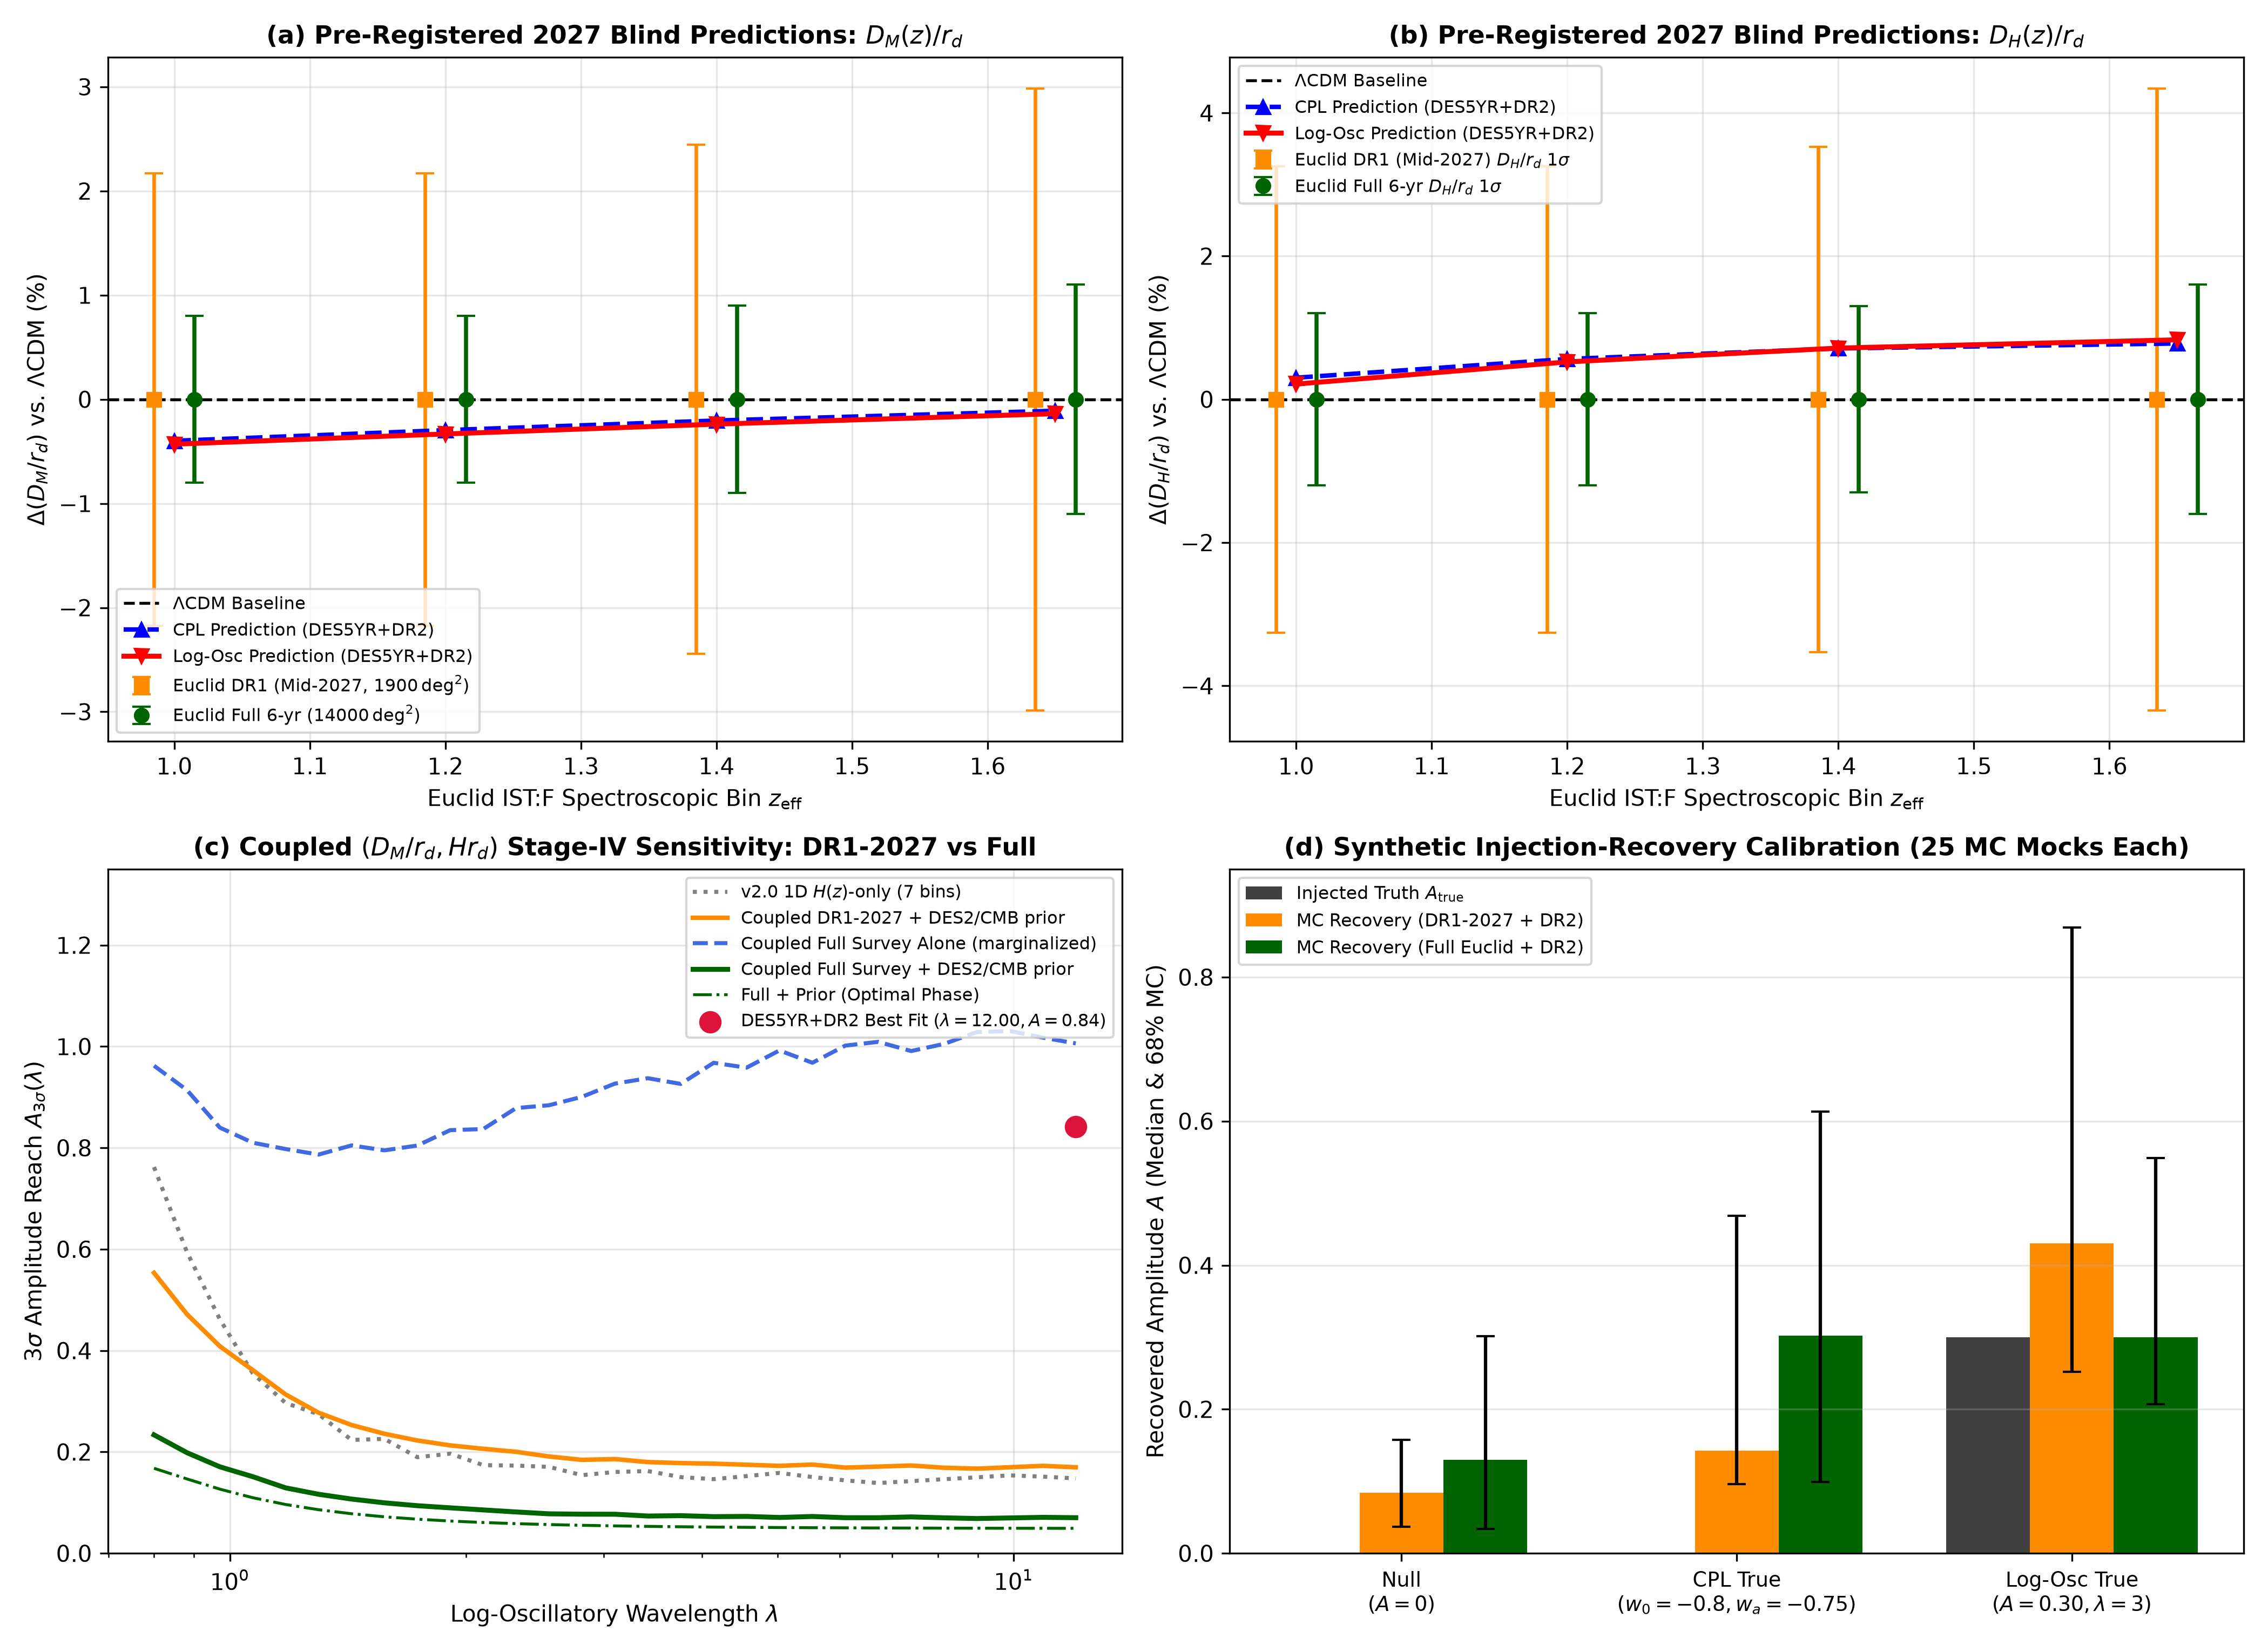 (a) Pre-Registered 2027 Blind Predictions: D_M(z)/r_d
Δ(D_M/r_d) vs. ΛCDM (%)
3
2
1
0
−1
−2
−3
ΛCDM Baseline
CPL Prediction (DES5YR+DR2)
Log-Osc Prediction (DES5YR+DR2)
Euclid DR1 (Mid-2027, 1900 deg²)
Euclid Full 6-yr (14000 deg²)
1.0 1.1 1.2 1.3 1.4 1.5 1.6
Euclid IST:F Spectroscopic Bin z_eff
(b) Pre-Registered 2027 Blind Predictions: D_H(z)/r_d
Δ(D_H/r_d) vs. ΛCDM (%)
4
2
0
−2
−4
ΛCDM Baseline
CPL Prediction (DES5YR+DR2)
Log-Osc Prediction (DES5YR+DR2)
Euclid DR1 (Mid-2027) D_H/r_d 1σ
Euclid Full 6-yr D_H/r_d 1σ
1.0 1.1 1.2 1.3 1.4 1.5 1.6
Euclid IST:F Spectroscopic Bin z_eff
(c) Coupled (D_M/r_d, Hr_d) Stage-IV Sensitivity: DR1-2027 vs Full
3σ Amplitude Reach A_3σ(λ)
1.2
1.0
0.8
0.6
0.4
0.2
0.0
v2.0 1D H(z)-only (7 bins)
Coupled DR1-2027 + DES2/CMB prior
Coupled Full Survey Alone (marginalized)
Coupled Full Survey + DES2/CMB prior
Full + Prior (Optimal Phase)
DES5YR+DR2 Best Fit (λ = 12.00, A = 0.84)
10⁰ 10¹
Log-Oscillatory Wavelength λ
(d) Synthetic Injection-Recovery Calibration (25 MC Mocks Each)
Recovered Amplitude A (Median & 68% MC)
0.8
0.6
0.4
0.2
0.0
Injected Truth A_true
MC Recovery (DR1-2027 + DR2)
MC Recovery (Full Euclid + DR2)
Null
(A = 0)
CPL True
(w₀ = −0.8, w_a = −0.75)
Log-Osc True
(A = 0.30, λ = 3)